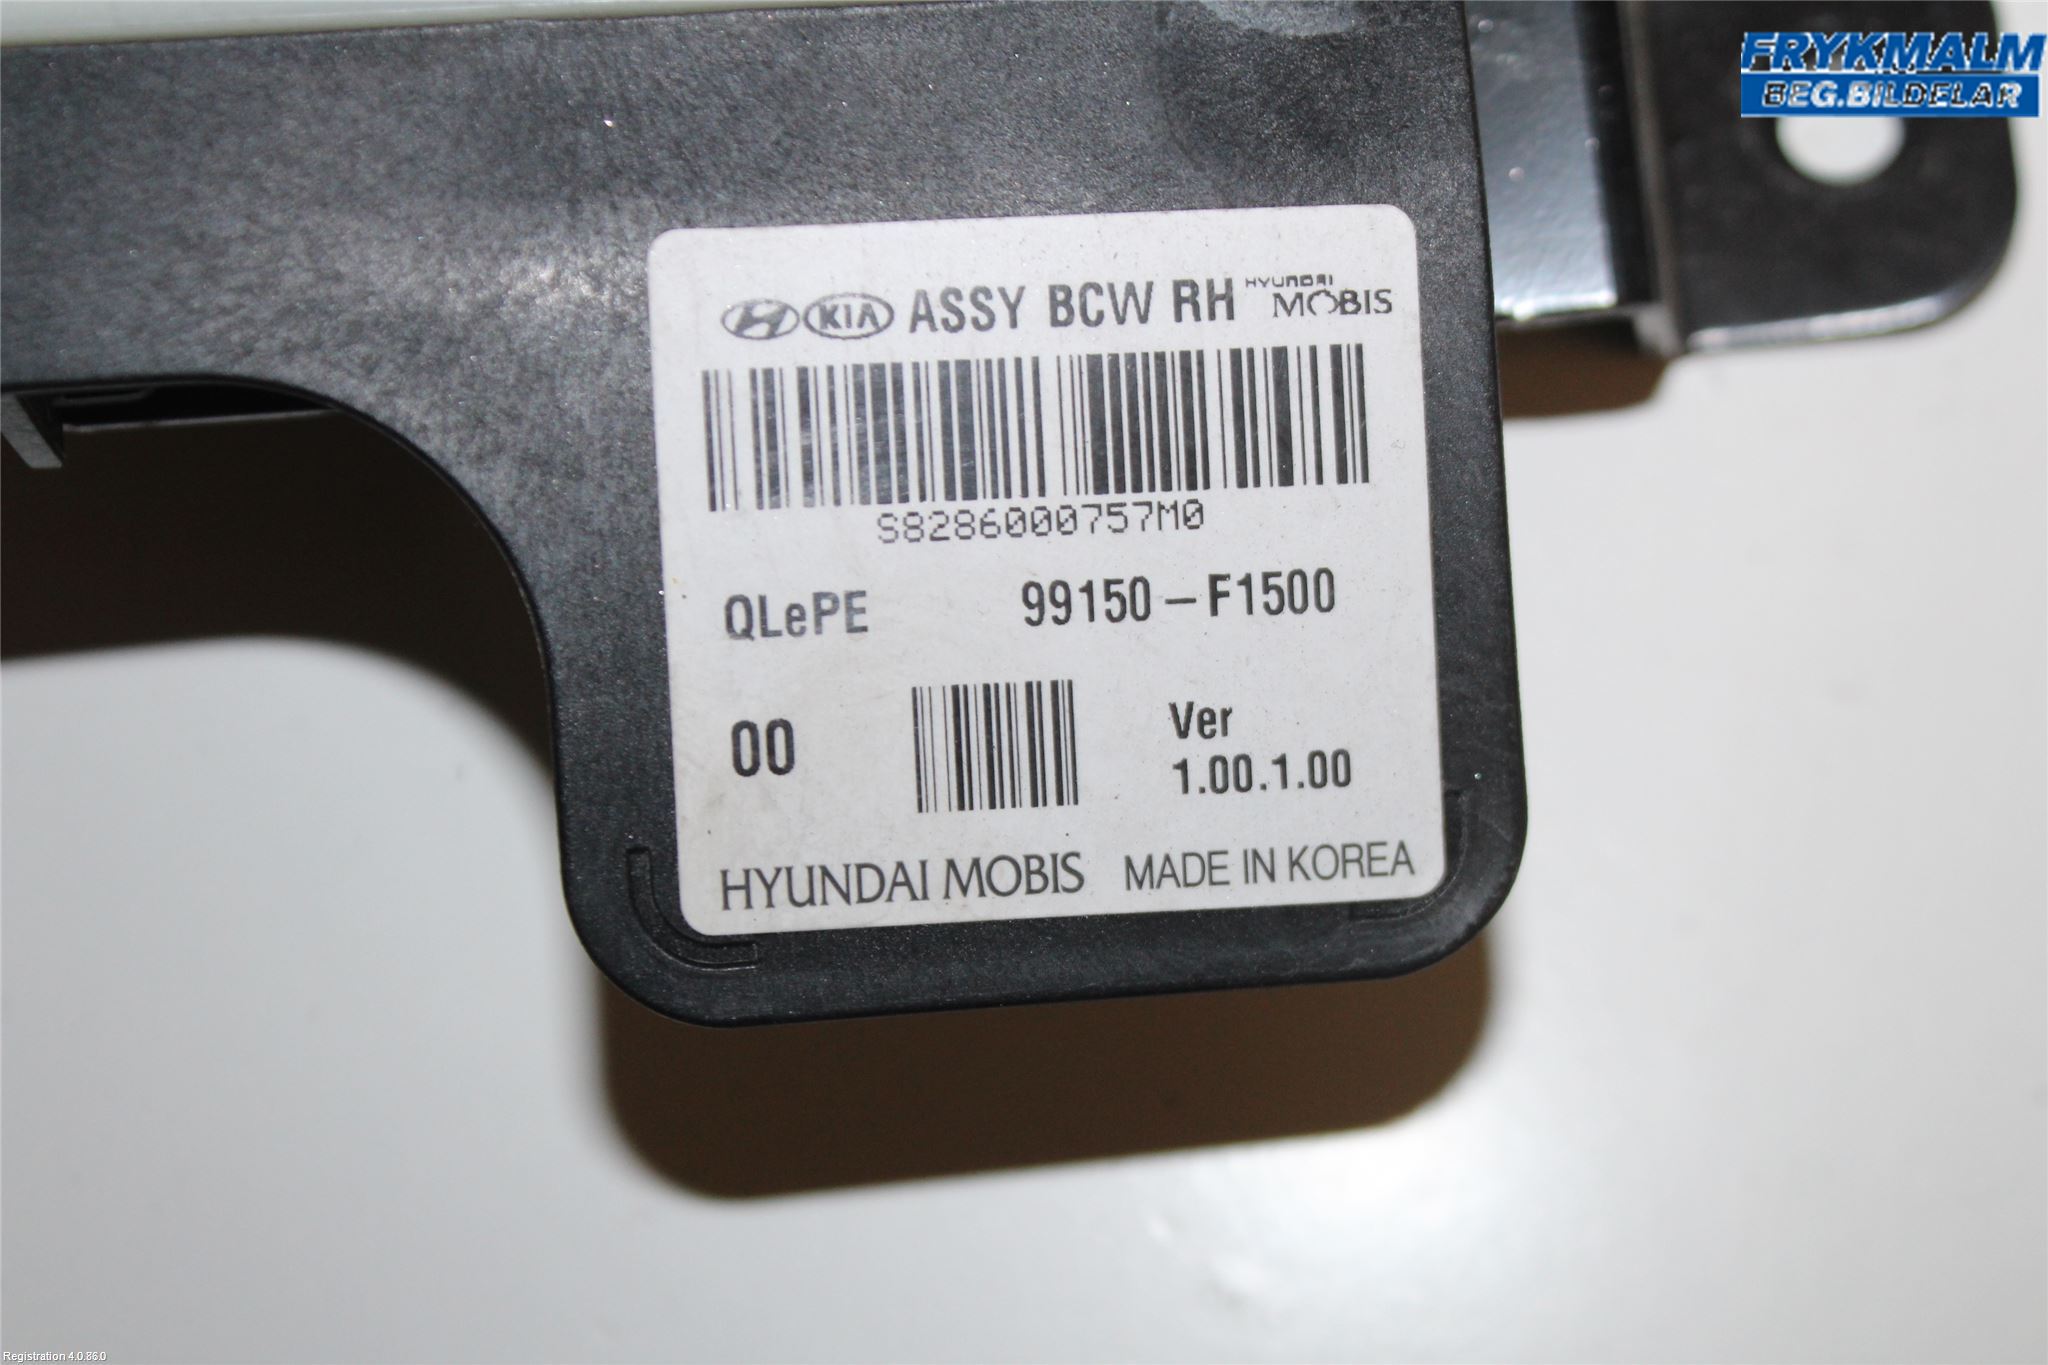 FRYKMALM
BEG.BILDELAR
KIA ASSY BCW RH HYUNDAI MOBIS
S8286000757M0
QLePE 99150-F1500
00 Ver
1.00.1.00
HYUNDAI MOBIS MADE IN KOREA
Registration 4.0.86.0